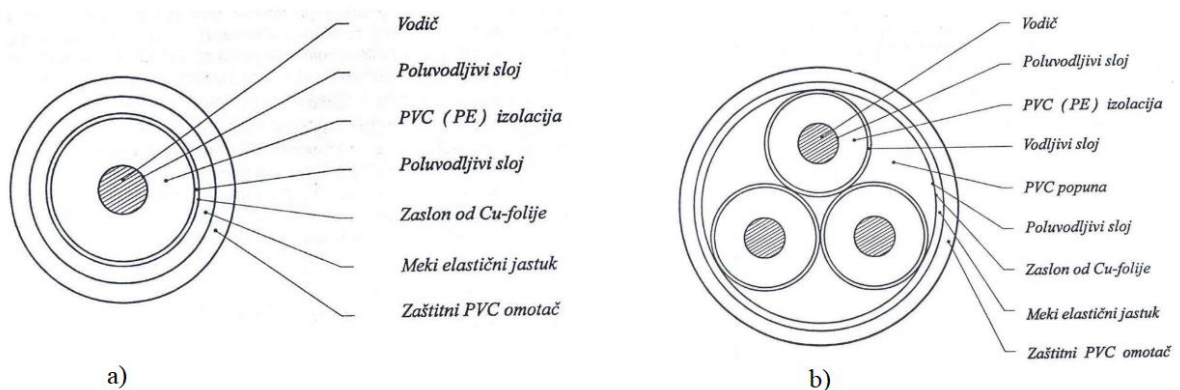 Vodič
Poluvodljivi sloj
PVC (PE) izolacija
Poluvodljivi sloj
Zaslon od Cu-folije
Meki elastični jastuk
Zaštitni PVC omotač
a)
Vodič
Poluvodljivi sloj
PVC (PE) izolacija
Vodljivi sloj
PVC popuna
Poluvodljivi sloj
Zaslon od Cu-folije
Meki elastični jastuk
Zaštitni PVC omotač
b)